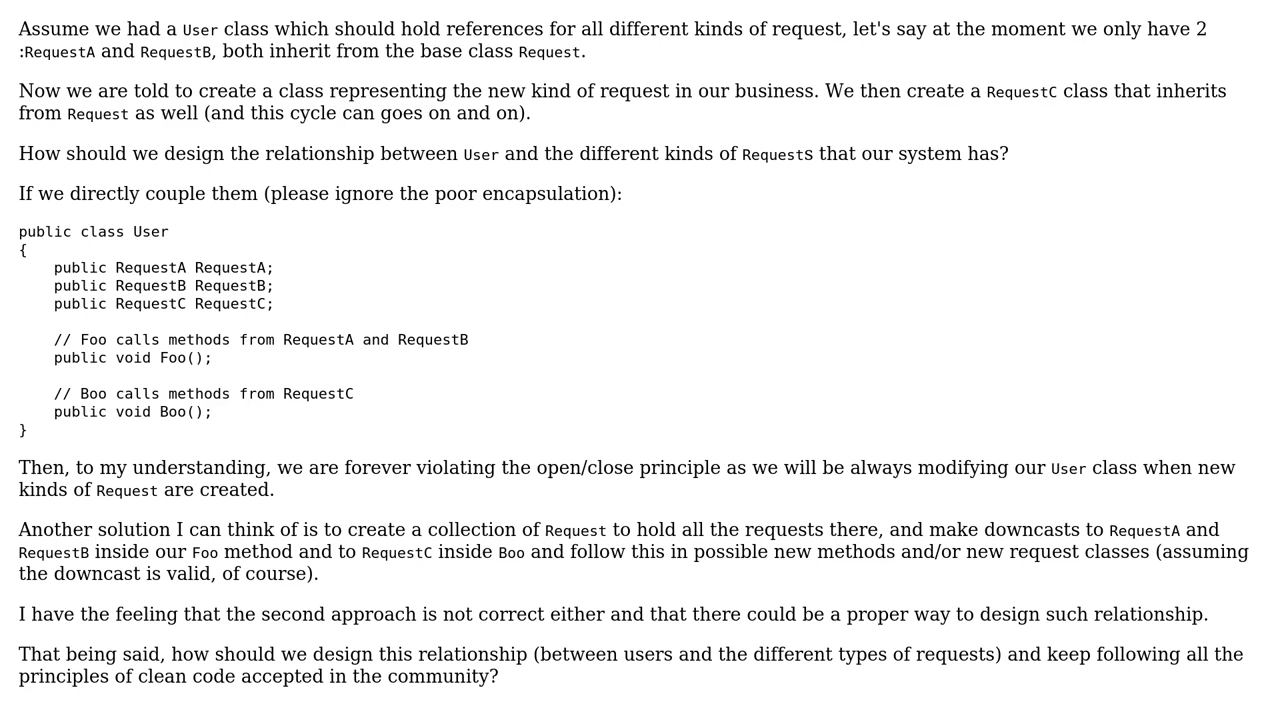 Assume we had a User class which should hold references for all different kinds of request, let's say at the moment we only have 2
:RequestA and RequestB, both inherit from the base class Request.
Now we are told to create a class representing the new kind of request in our business. We then create a RequestC class that inherits
from Request as well (and this cycle can goes on and on).
How should we design the relationship between User and the different kinds of Requests that our system has?
If we directly couple them (please ignore the poor encapsulation):
public class User
{
    public RequestA RequestA;
    public RequestB RequestB;
    public RequestC RequestC;
    // Foo calls methods from RequestA and RequestB
    public void Foo();
    // Boo calls methods from RequestC
    public void Boo();
}
Then, to my understanding, we are forever violating the open/close principle as we will be always modifying our User class when new
kinds of Request are created.
Another solution I can think of is to create a collection of Request to hold all the requests there, and make downcasts to RequestA and
RequestB inside our Foo method and to RequestC inside Boo and follow this in possible new methods and/or new request classes (assuming
the downcast is valid, of course).
I have the feeling that the second approach is not correct either and that there could be a proper way to design such relationship.
That being said, how should we design this relationship (between users and the different types of requests) and keep following all the
principles of clean code accepted in the community?